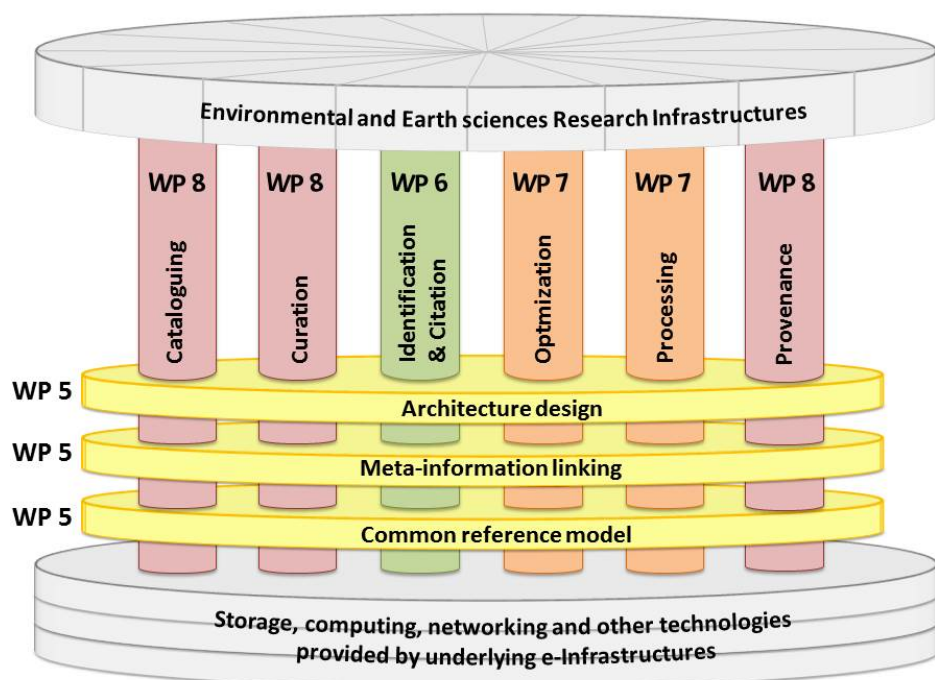 Environmental and Earth sciences Research Infrastructures
WP 8
WP 8
WP 6
WP 7
WP 7
WP 8
Cataloguing
Curation
Identification
& Citation
Optmization
Processing
Provenance
WP 5
Architecture design
WP 5
Meta-information linking
WP 5
Common reference model
Storage, computing, networking and other technologies
provided by underlying e-Infrastructures